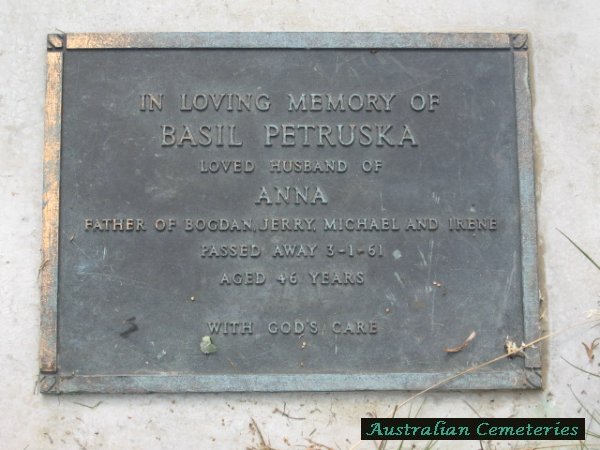 IN LOVING MEMORY OF
BASIL PETRUSKA
LOVED HUSBAND OF
ANNA
FATHER OF BOGDAN, JERRY, MICHAEL AND IRENE
PASSED AWAY 3-1-61
AGED 46 YEARS
WITH GOD'S CARE
Australian Cemeteries